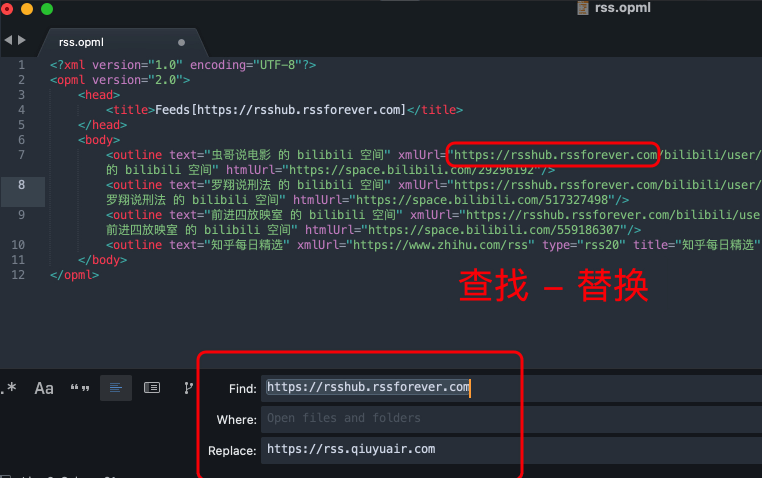 rss.opml
rss.opml
1 <?xml version="1.0" encoding="UTF-8"?>
2 <opml version="2.0">
3 <head>
4 <title>Feeds[https://rsshub.rssforever.com]</title>
5 </head>
6 <body>
7 <outline text="虫哥说电影 的 bilibili 空间" xmlUrl="https://rsshub.rssforever.com/bilibili/user/
的 bilibili 空间" htmlUrl="https://space.bilibili.com/29296192"/>
8 <outline text="罗翔说刑法 的 bilibili 空间" xmlUrl="https://rsshub.rssforever.com/bilibili/user/
罗翔说刑法 的 bilibili 空间" htmlUrl="https://space.bilibili.com/517327498"/>
9 <outline text="前进四放映室 的 bilibili 空间" xmlUrl="https://rsshub.rssforever.com/bilibili/use
前进四放映室 的 bilibili 空间" htmlUrl="https://space.bilibili.com/559186307"/>
10 <outline text="知乎每日精选" xmlUrl="https://www.zhihu.com/rss" type="rss20" title="知乎每日精选"
11 </body>
12 </opml>
查找 – 替换
.* Aa “” Find: https://rsshub.rssforever.com
Where: Open files and folders
Replace: https://rss.qiuyuair.com